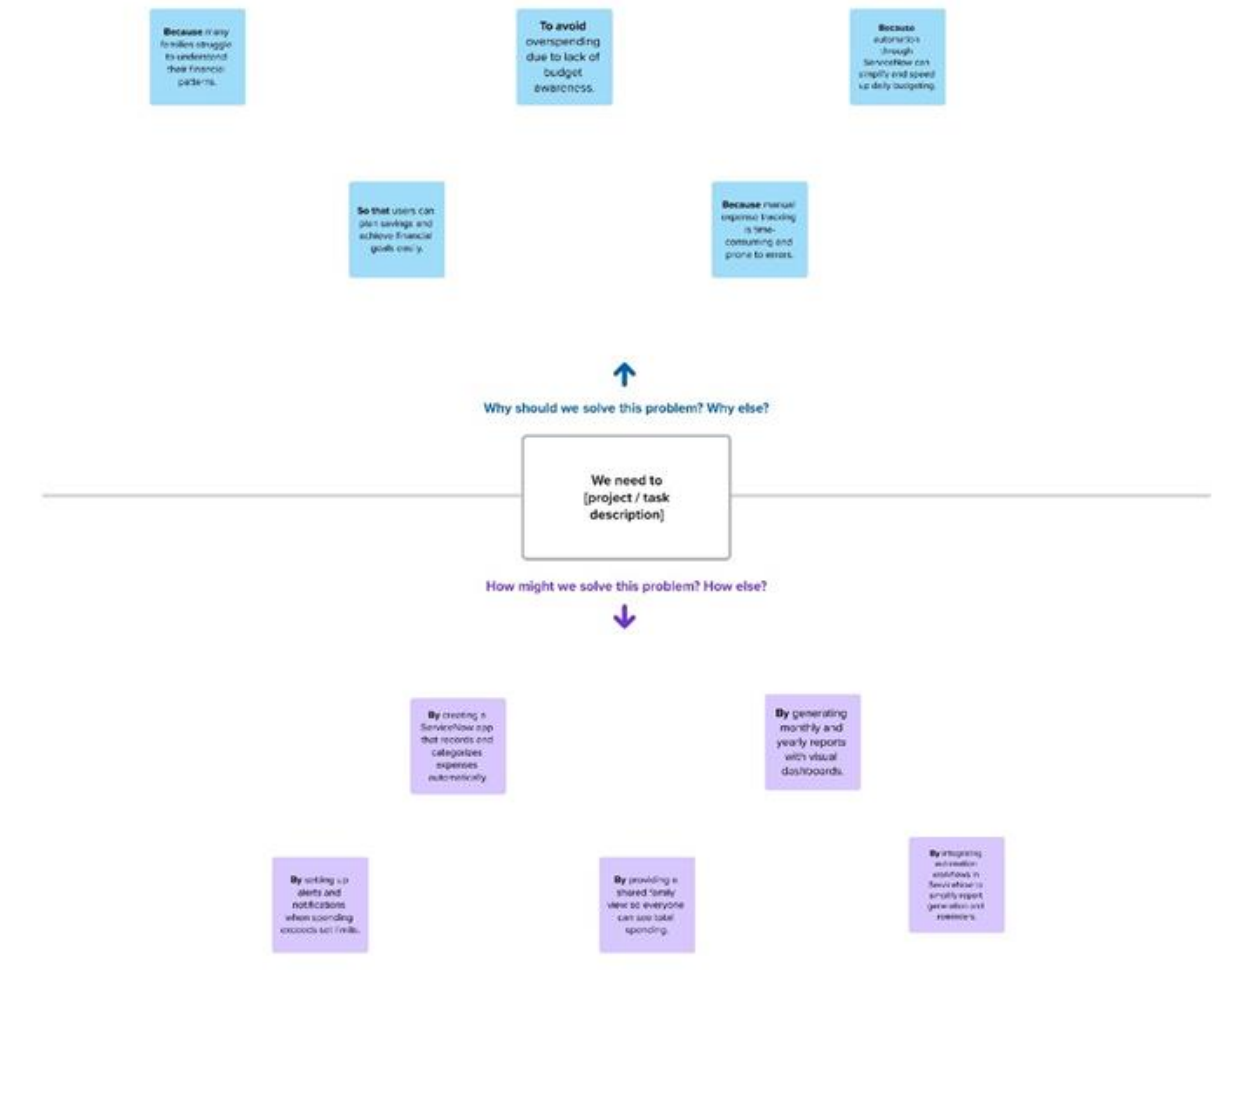 Because many
families struggle
to understand
their financial
patterns.
To avoid
overspending
due to lack of
budget
awareness.
Because
automation
through
ServiceNow can
simplify and speed
up daily budgeting.
So that users can
plan savings and
achieve financial
goals easily.
Because manual
expense tracking
is time-
consuming and
prone to errors.
Why should we solve this problem? Why else?
We need to
[project / task
description]
How might we solve this problem? How else?
By creating a
ServiceNow app
that records and
categorizes
expenses
automatically
By generating
monthly and
yearly reports
with visual
dashboards.
By setting up
alerts and
notifications
when spending
exceeds set limits.
By providing a
shared family
view so everyone
can see total
spending.
By integrating
automation
workflows in
ServiceNow to
simplify report
generation and
reminders.